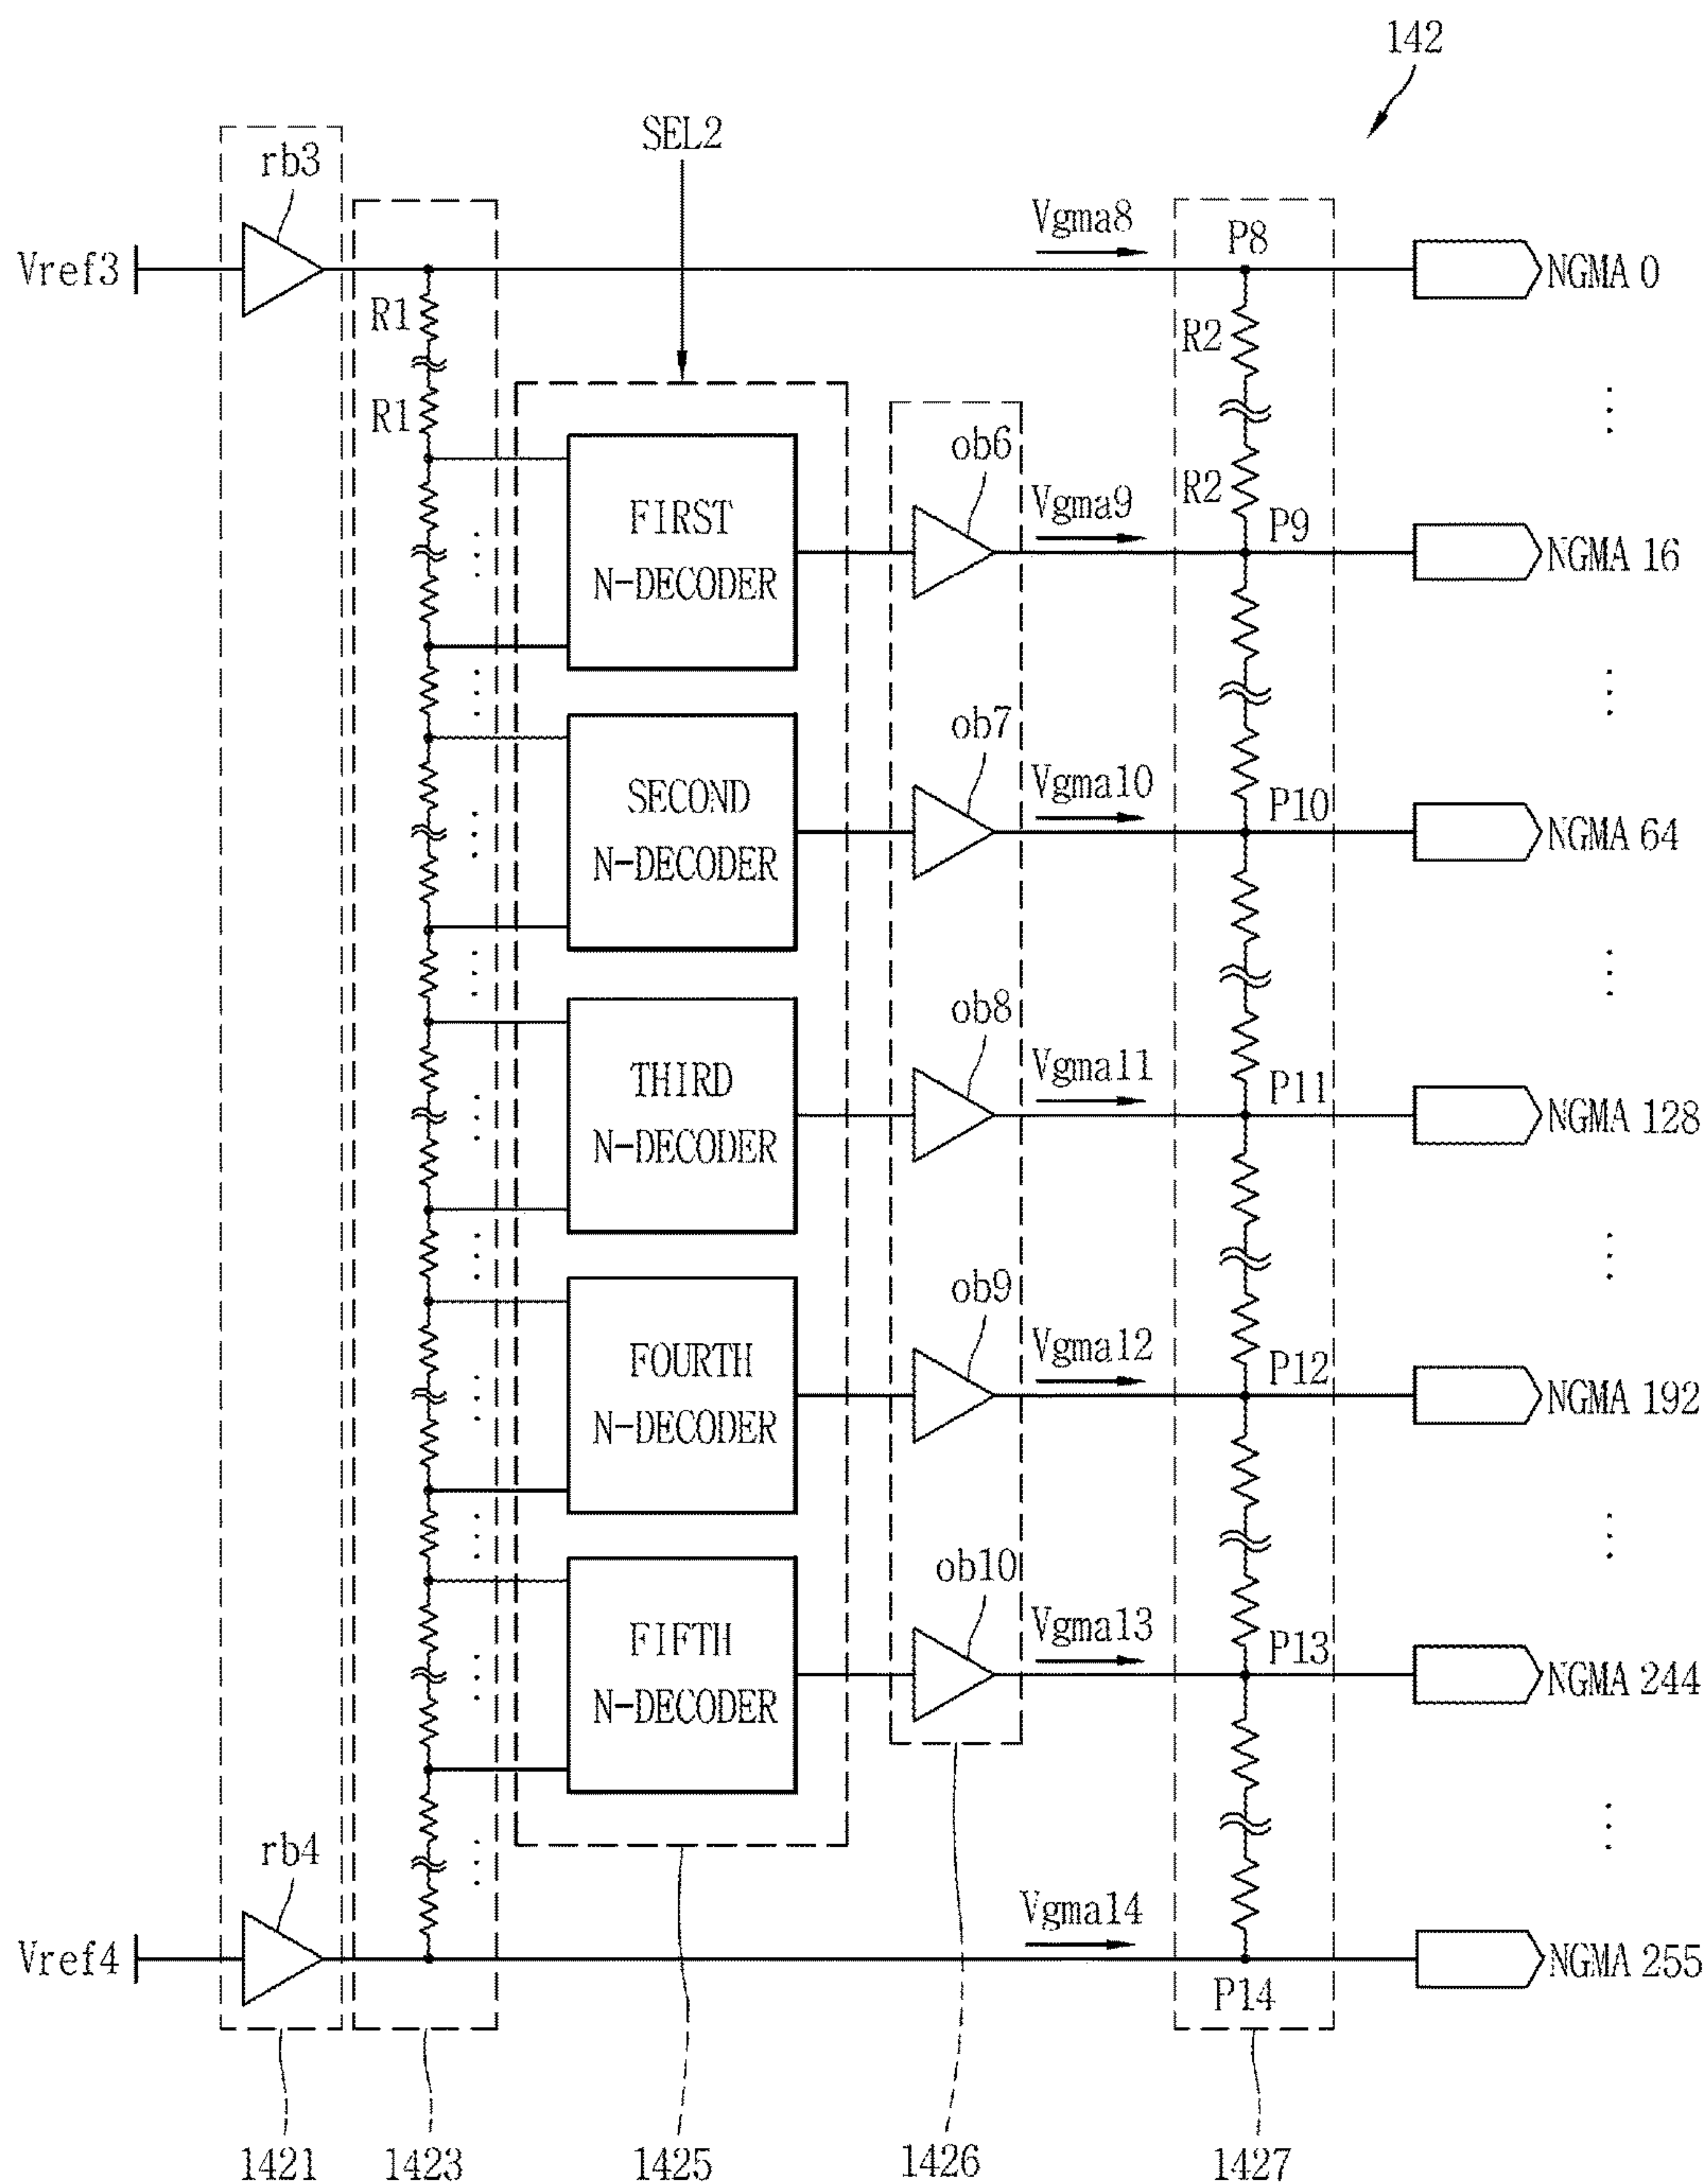 142
SEL2
rb3
Vref3
Vgma8
P8
NGMA 0
R1
R2
R1
ob6
R2
FIRST
N-DECODER
Vgma9
P9
NGMA 16
ob7
SECOND
N-DECODER
Vgma10
P10
NGMA 64
ob8
THIRD
N-DECODER
Vgma11
P11
NGMA 128
ob9
FOURTH
N-DECODER
Vgma12
P12
NGMA 192
ob10
FIFTH
N-DECODER
Vgma13
P13
NGMA 244
rb4
Vref4
Vgma14
P14
NGMA 255
1421
1423
1425
1426
1427